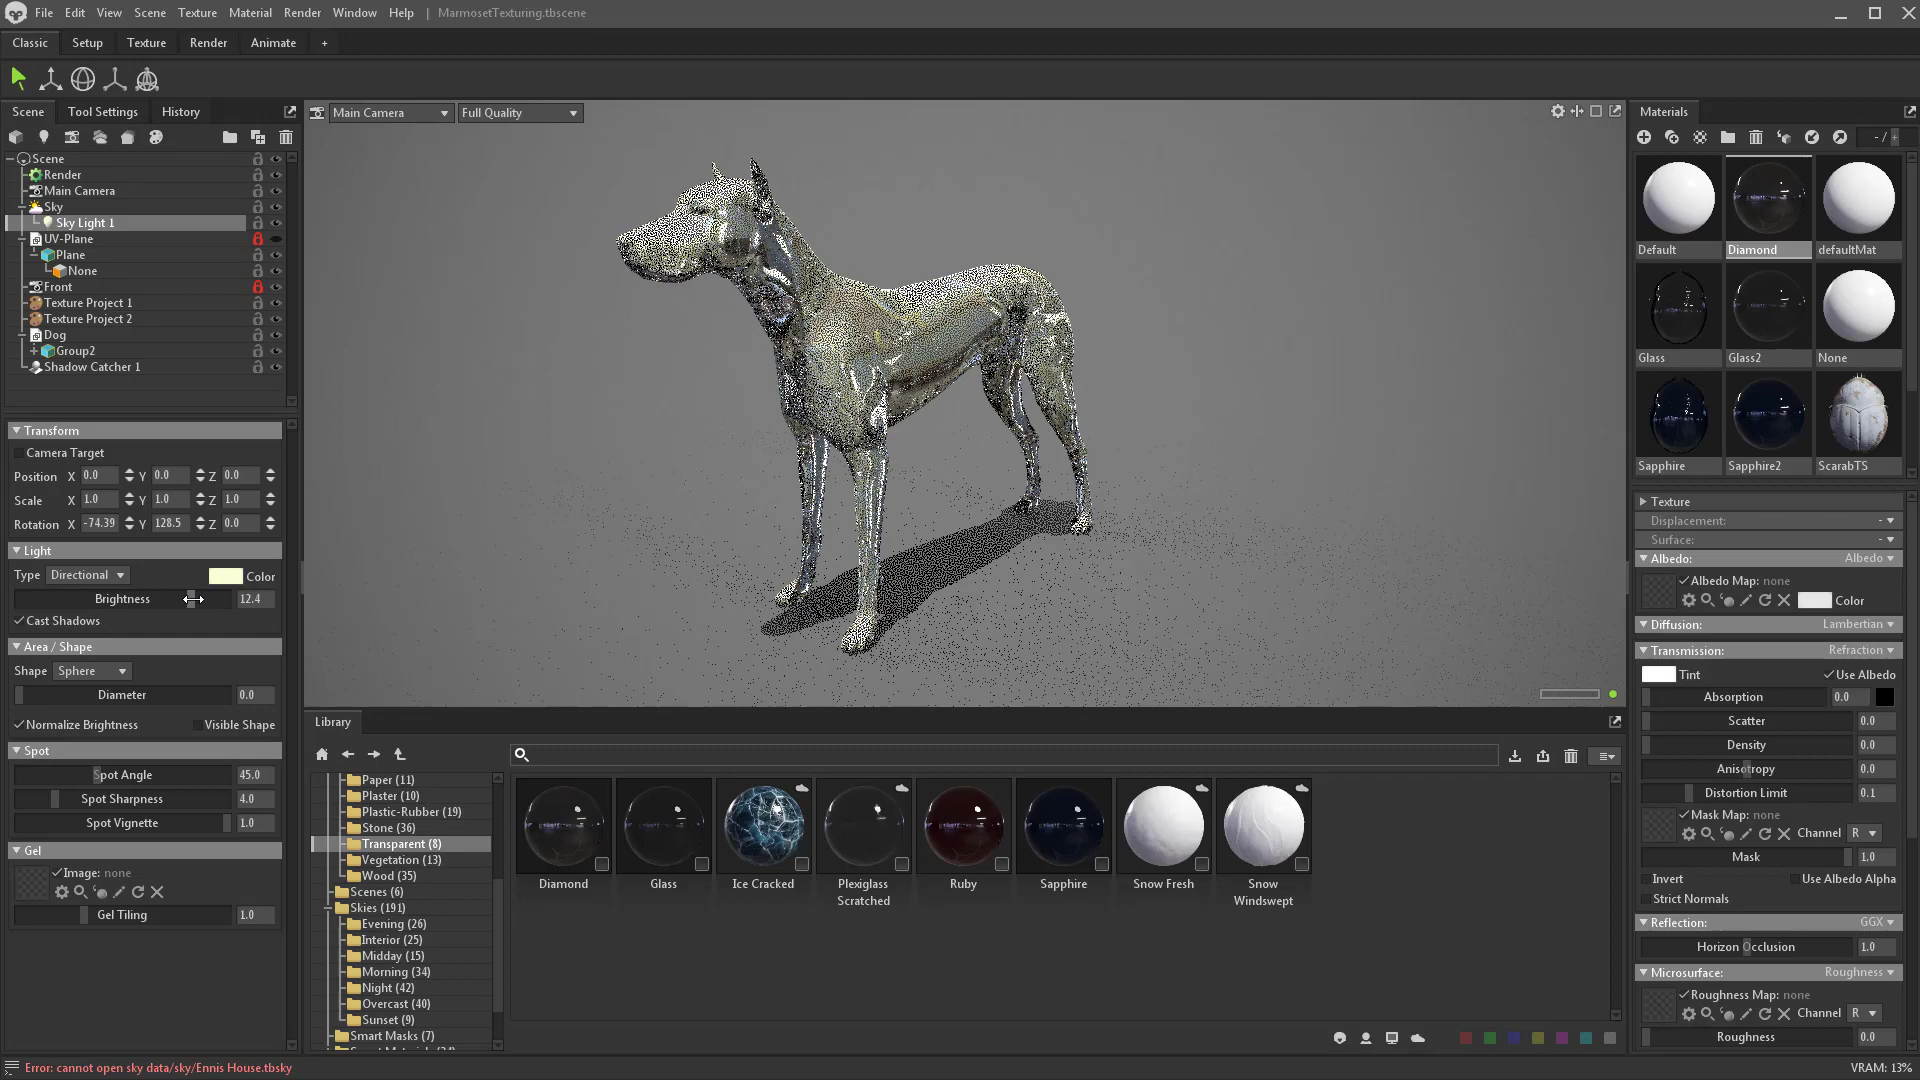 File Edit View Scene Texture Material Render Window Help | MarmosetTexturing.tbscene
Classic Setup Texture Render Animate +
Scene Tool Settings History
Scene
Render
Main Camera
Sky
Sky Light 1
UV-Plane
Plane
None
Front
Texture Project 1
Texture Project 2
Dog
Group2
Shadow Catcher 1
Transform
Camera Target
Position X 0.0 Y 0.0 Z 0.0
Scale X 1.0 Y 1.0 Z 1.0
Rotation X -74.39 Y 128.5 Z 0.0
Light
Type Directional Color
Brightness 12.4
Cast Shadows
Area / Shape
Shape Sphere
Diameter 0.0
Normalize Brightness Visible Shape
Spot
Spot Angle 45.0
Spot Sharpness 4.0
Spot Vignette 1.0
Gel
Image: none
Gel Tiling 1.0
Main Camera Full Quality
Library
Paper (11)
Plaster (10)
Plastic-Rubber (19)
Stone (36)
Transparent (8)
Vegetation (13)
Wood (35)
Scenes (6)
Skies (191)
Evening (26)
Interior (25)
Midday (15)
Morning (34)
Night (42)
Overcast (40)
Sunset (9)
Smart Masks (7)
Diamond
Glass
Ice Cracked
Plexiglass
Scratched
Ruby
Sapphire
Snow Fresh
Snow
Windswept
Materials
- / +
Default Diamond defaultMat
Glass Glass2 None
Sapphire Sapphire2 ScarabTS
Texture
Displacement: -
Surface: -
Albedo: Albedo
Albedo Map: none
Color
Diffusion: Lambertian
Transmission: Refraction
Tint Use Albedo
Absorption 0.0
Scatter 0.0
Density 0.0
Anisotropy 0.0
Distortion Limit 0.1
Mask Map: none
Channel R
Mask 1.0
Invert Use Albedo Alpha
Strict Normals
Reflection: GGX
Horizon Occlusion 1.0
Microsurface: Roughness
Roughness Map: none
Channel R
Roughness 0.0
Error: cannot open sky data/sky/Ennis House.tbsky
VRAM: 13%